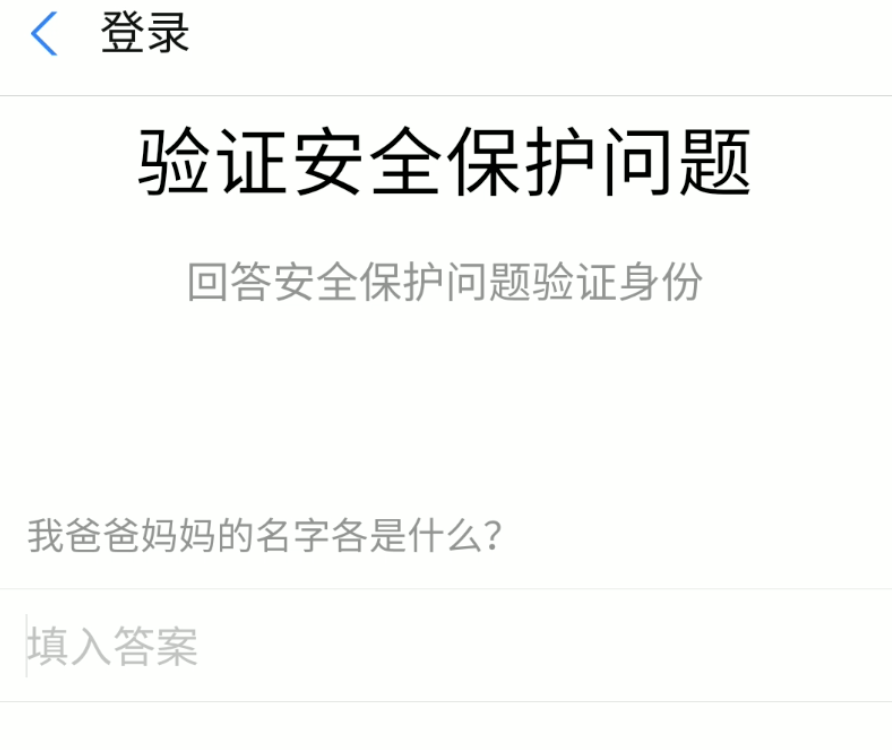 登录
验证安全保护问题
回答安全保护问题验证身份
我爸爸妈妈的名字各是什么？
填入答案